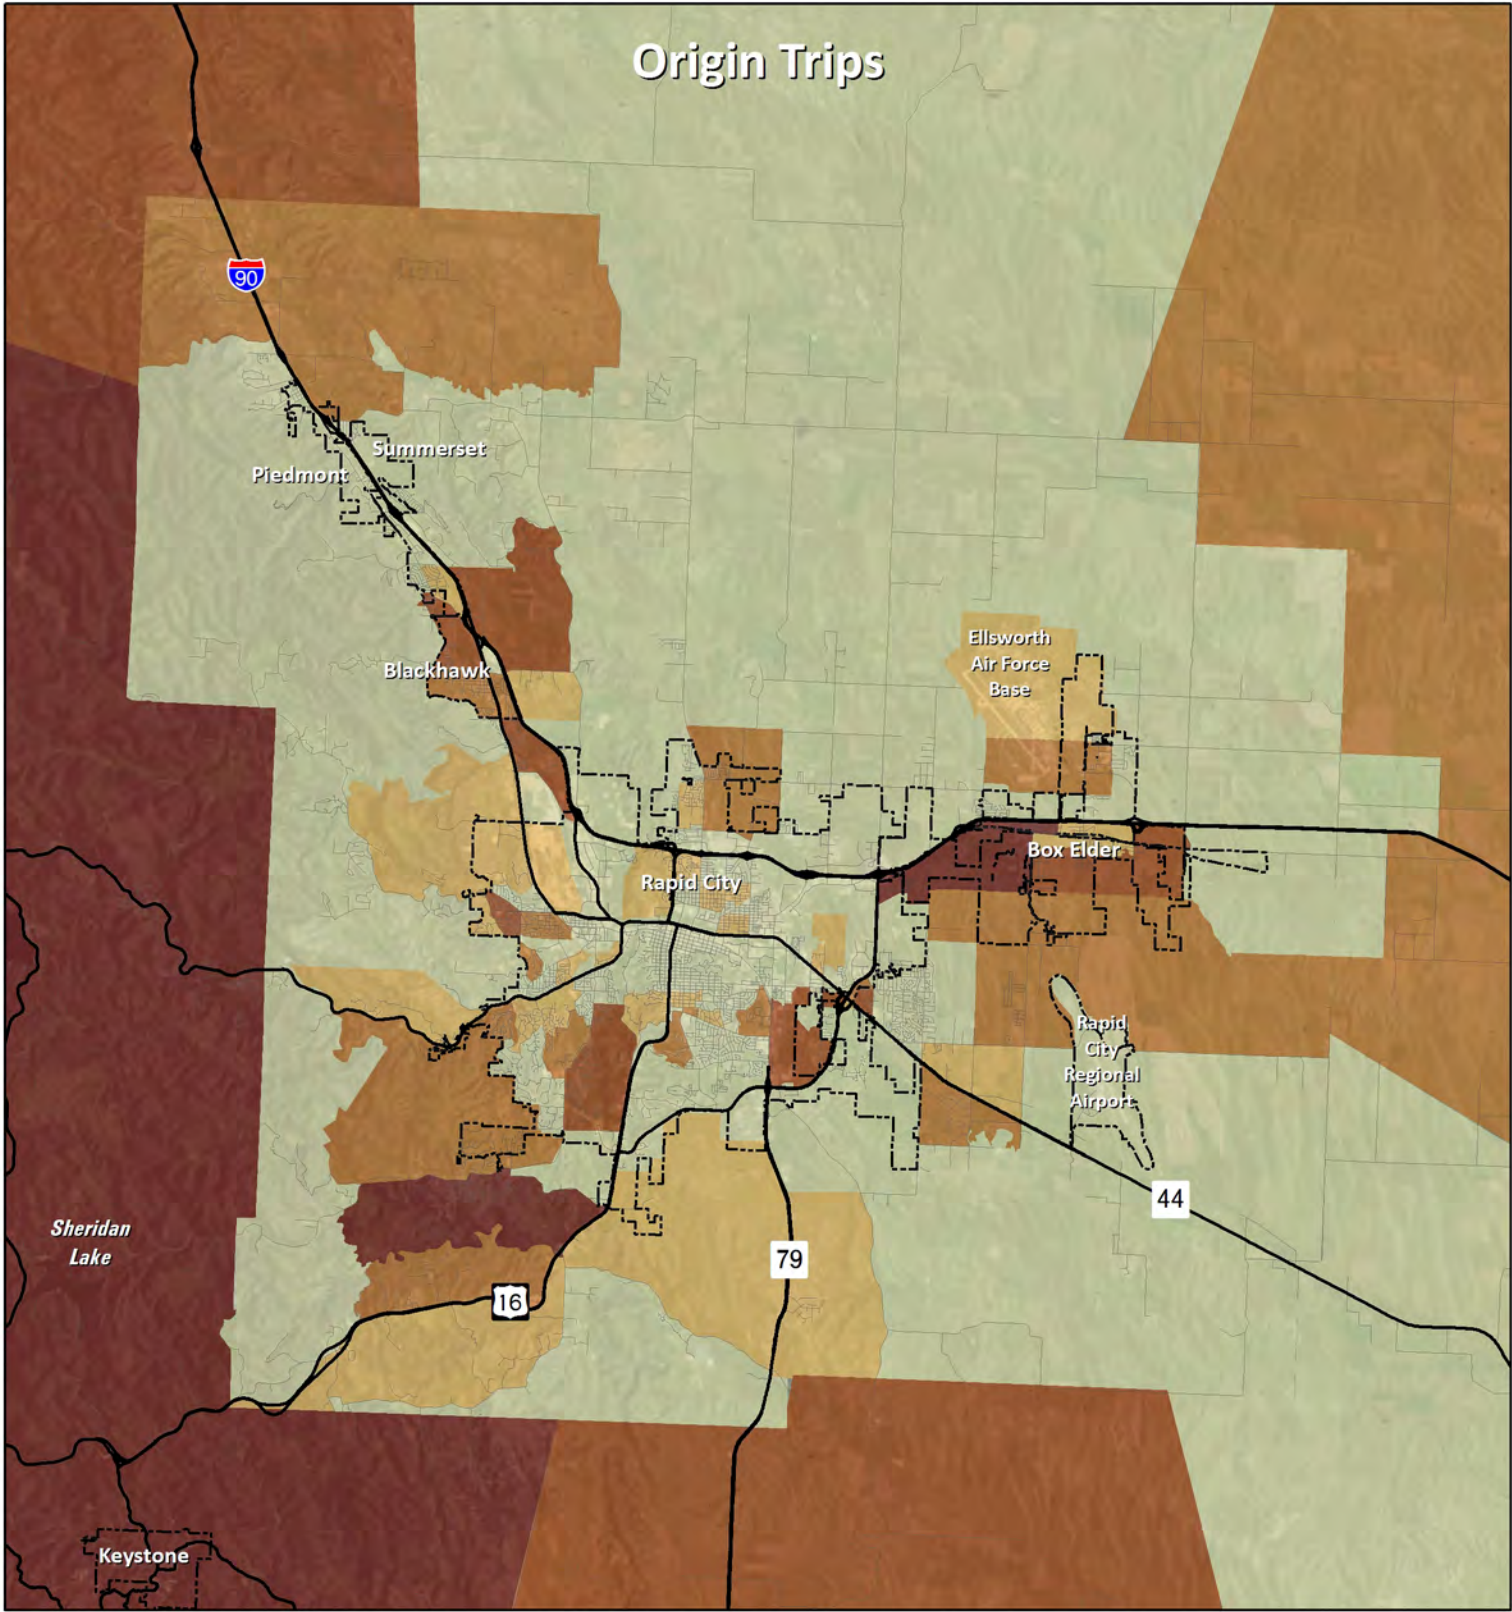 Origin Trips
90
Summerset
Piedmont
Ellsworth
Air Force
Base
Blackhawk
Box Elder
Rapid City
Rapid
City
Regional
Airport
44
Sheridan
Lake
79
16
Keystone